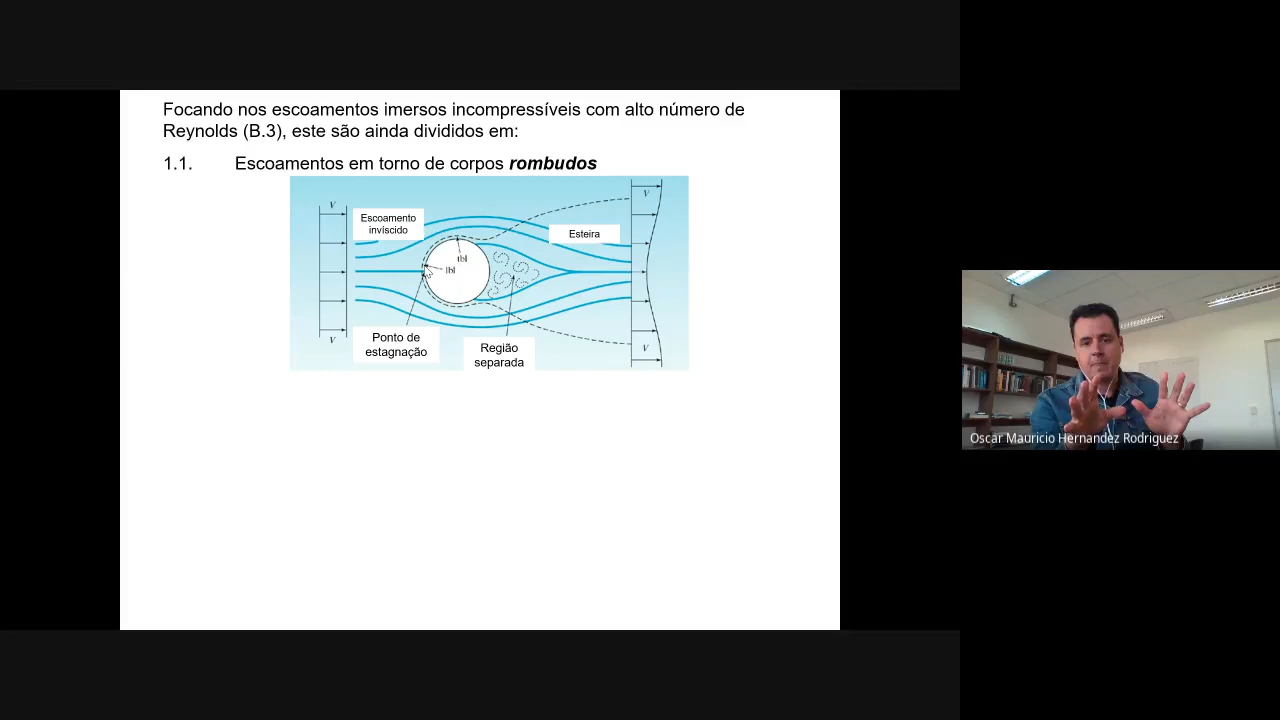 Focando nos escoamentos imersos incompressíveis com alto número de
Reynolds (B.3), este são ainda divididos em:
1.1. Escoamentos em torno de corpos rombudos
V
Escoamento
invíscido
V
Esteira
tbl
lbl
Ponto de
estagnação
Região
separada
V
V
Oscar Mauricio Hernandez Rodriguez